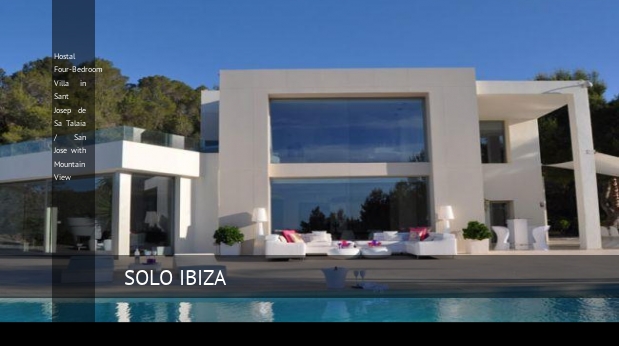 Hostal
Four-Bedroom
Villa in
Sant
Josep de
Sa Talaia
/ San
Jose with
Mountain
View
SOLO IBIZA